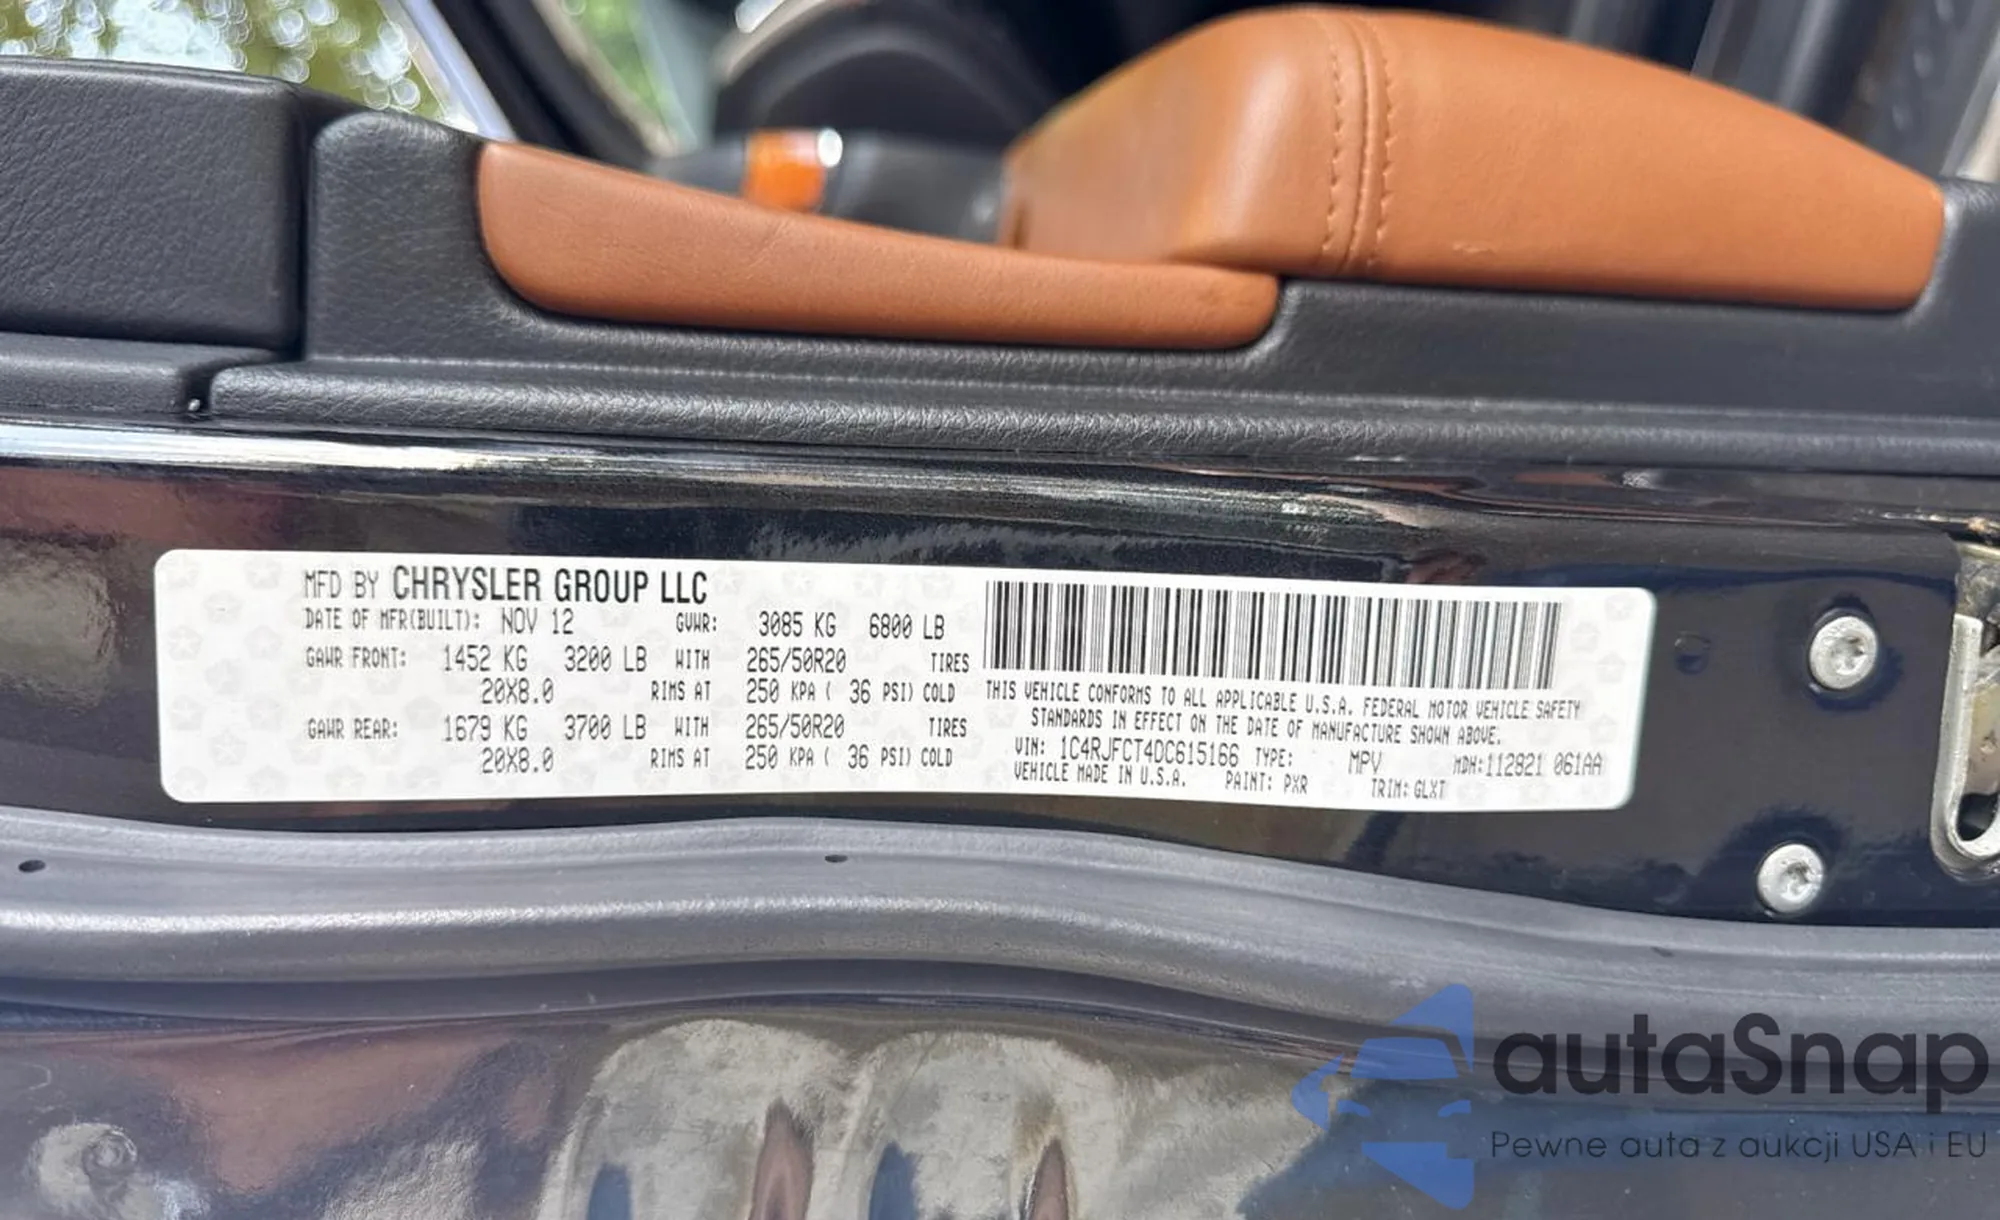 MFD BY CHRYSLER GROUP LLC
DATE OF MFR(BUILT): NOV 12 GVWR: 3085 KG 6800 LB
GAWR FRONT: 1452 KG 3200 LB WITH 265/50R20 TIRES
20X8.0 RIMS AT 250 KPA ( 36 PSI) COLD
GAWR REAR: 1679 KG 3700 LB WITH 265/50R20 TIRES
20X8.0 RIMS AT 250 KPA ( 36 PSI) COLD
THIS VEHICLE CONFORMS TO ALL APPLICABLE U.S.A. FEDERAL MOTOR VEHICLE SAFETY
STANDARDS IN EFFECT ON THE DATE OF MANUFACTURE SHOWN ABOVE.
VIN: 1C4RJFCT4DC615166 TYPE: MPV MDH:112821 061AA
VEHICLE MADE IN U.S.A. PAINT: PXR TRIM: GLXT
autaSnap
Pewne auta z aukcji USA i EU